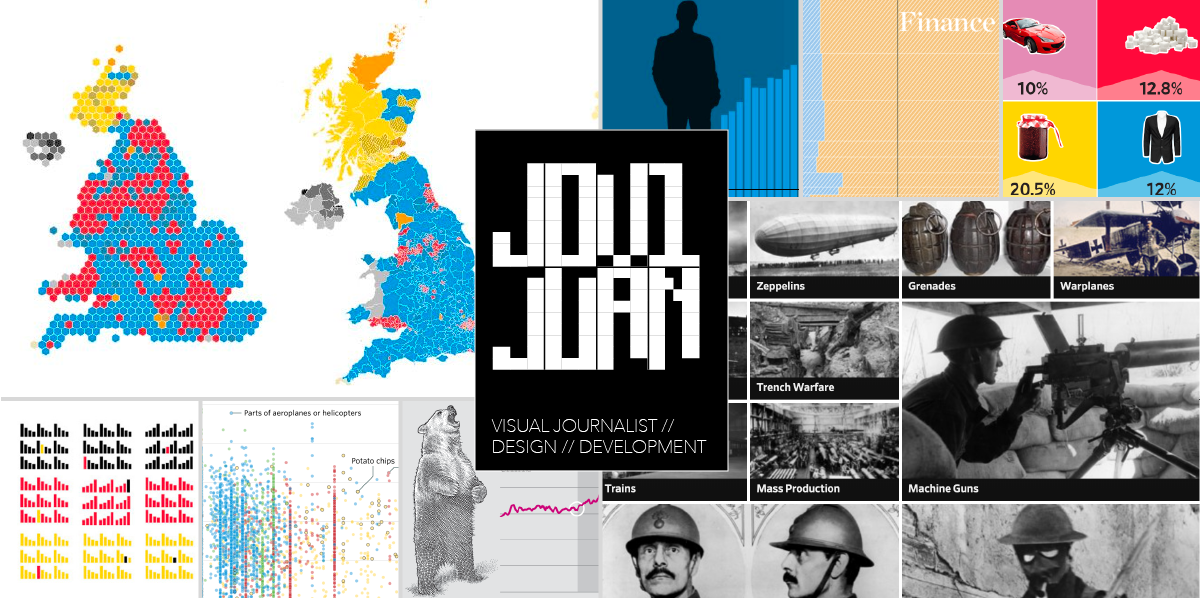 Finance
10%
12.8%
20.5%
12%
JUAN
VISUAL JOURNALIST //
DESIGN // DEVELOPMENT
Zeppelins
Grenades
Warplanes
Trench Warfare
Trains
Mass Production
Machine Guns
Parts of aeroplanes or helicopters
Potato chips